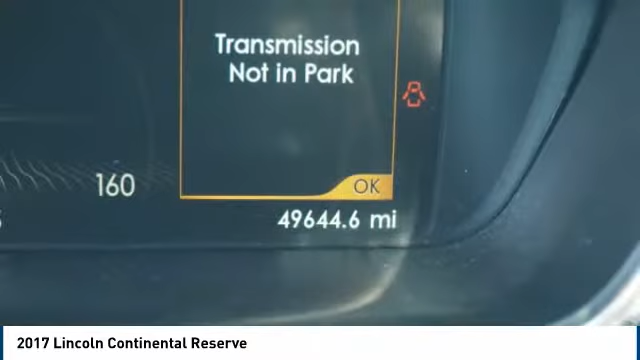 Transmission
Not in Park
OK
160
49644.6 mi
2017 Lincoln Continental Reserve